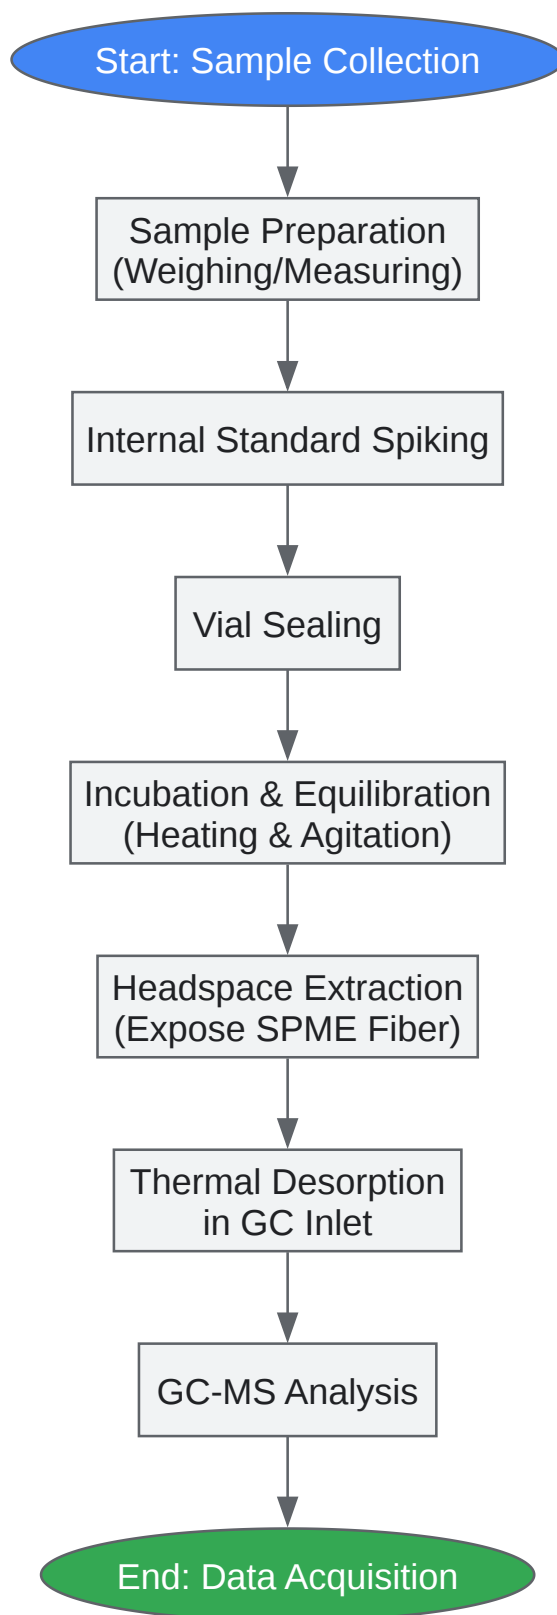 Start: Sample Collection
Sample Preparation
(Weighing/Measuring)
Internal Standard Spiking
Vial Sealing
Incubation & Equilibration
(Heating & Agitation)
Headspace Extraction
(Expose SPME Fiber)
Thermal Desorption
in GC Inlet
GC-MS Analysis
End: Data Acquisition